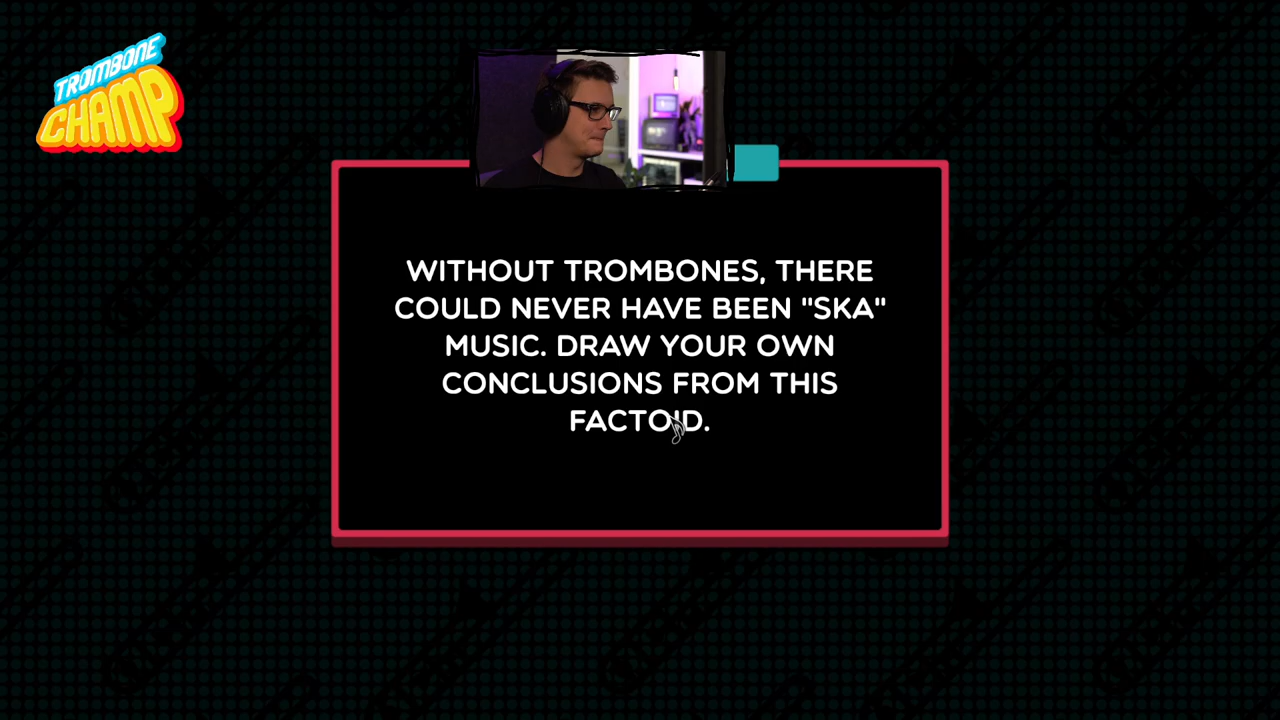 TROMBONE
CHAMP
WITHOUT TROMBONES, THERE
COULD NEVER HAVE BEEN "SKA"
MUSIC. DRAW YOUR OWN
CONCLUSIONS FROM THIS
FACTOID.